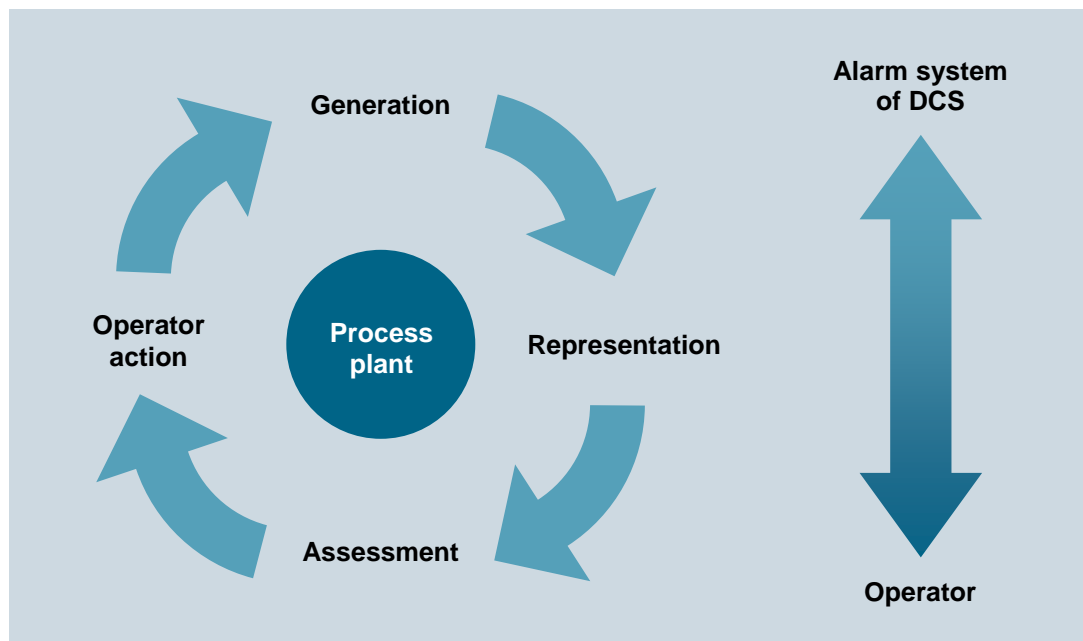 Generation
Representation
Assessment
Operator
action
Process
plant
Alarm system
of DCS
Operator